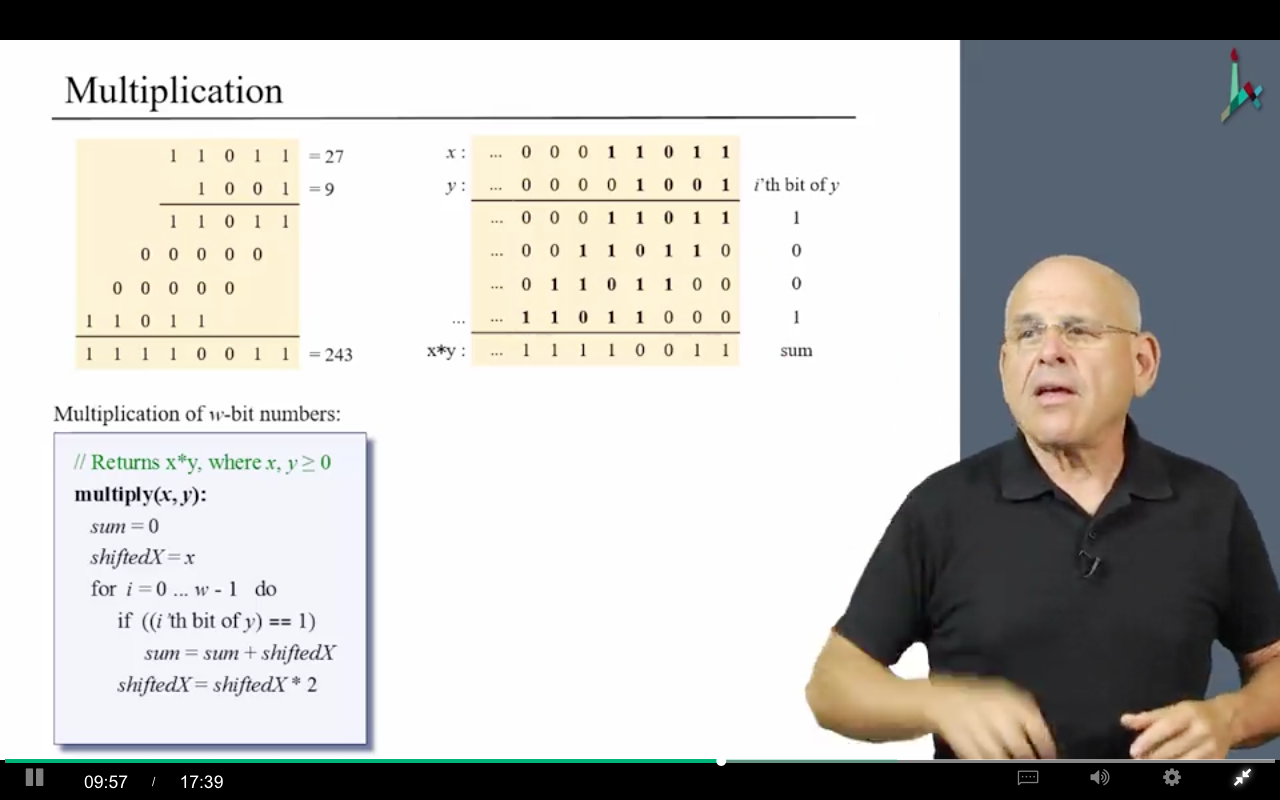 Multiplication
1 1 0 1 1 = 27
1 0 0 1 = 9
1 1 0 1 1
0 0 0 0 0
0 0 0 0 0
1 1 0 1 1
1 1 1 1 0 0 1 1 = 243
x : ... 0 0 0 1 1 0 1 1
y : ... 0 0 0 0 1 0 0 1 i'th bit of y
... 0 0 0 1 1 0 1 1 1
... 0 0 1 1 0 1 1 0 0
... 0 1 1 0 1 1 0 0 0
... ... 1 1 0 1 1 0 0 0 1
x*y : ... 1 1 1 1 0 0 1 1 sum
Multiplication of w-bit numbers:
// Returns x*y, where x, y ≥ 0
multiply(x, y):
sum = 0
shiftedX = x
for i = 0 ... w - 1 do
if ((i'th bit of y) == 1)
sum = sum + shiftedX
shiftedX = shiftedX * 2
09:57 / 17:39